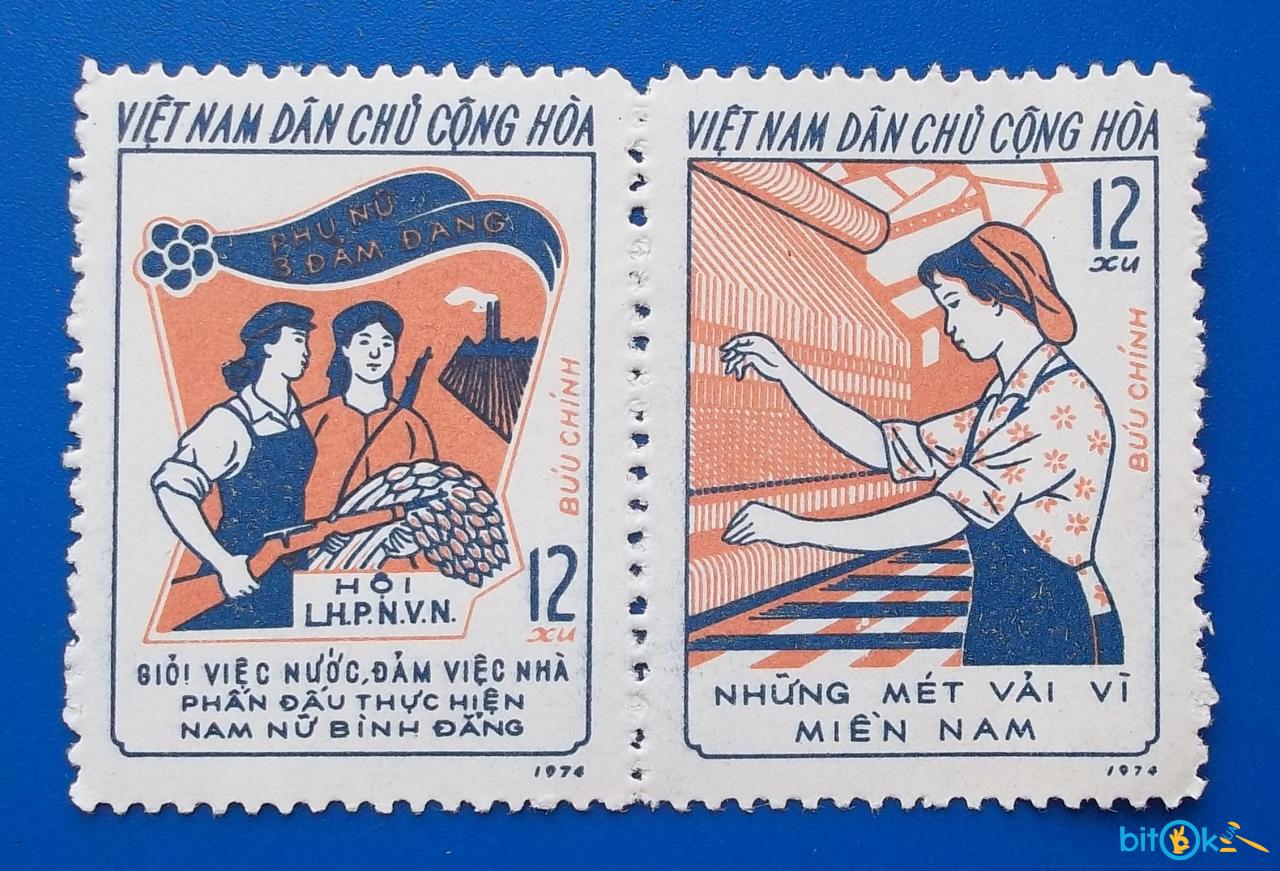 VIỆT NAM DÂN CHỦ CỘNG HÒA
PHỤ NỮ
3 ĐẢM ĐANG
BƯU CHÍNH
12
xu
HỘI
L.H.P.N.V.N.
GIỎI VIỆC NƯỚC, ĐẢM VIỆC NHÀ
PHẤN ĐẤU THỰC HIỆN
NAM NỮ BÌNH ĐẲNG
1974
VIỆT NAM DÂN CHỦ CỘNG HÒA
12
xu
BƯU CHÍNH
NHỮNG MÉT VẢI VÌ
MIỀN NAM
1974
bitOk